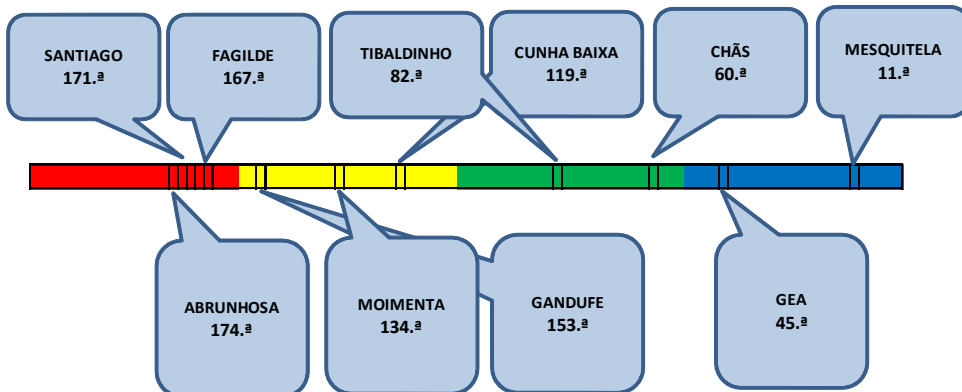 SANTIAGO
171.ª
FAGILDE
167.ª
TIBALDINHO
82.ª
CUNHA BAIXA
119.ª
CHÃS
60.ª
MESQUITELA
11.ª
ABRUNHOSA
174.ª
MOIMENTA
134.ª
GANDUFE
153.ª
GEA
45.ª